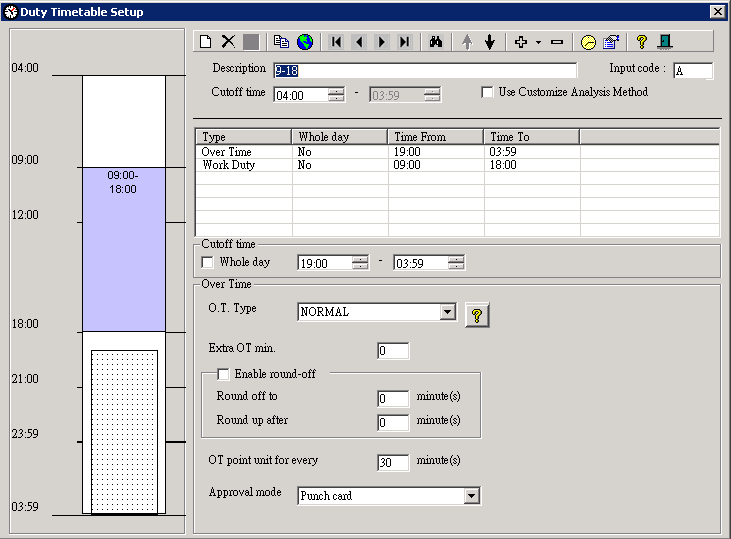 Duty Timetable Setup
Description 9-18 Input code : A
Cutoff time 04:00 - 03:59 Use Customize Analysis Method
04:00
09:00
09:00-
18:00
12:00
18:00
21:00
23:59
03:59
Type Whole day Time From Time To
Over Time No 19:00 03:59
Work Duty No 09:00 18:00
Cutoff time
Whole day 19:00 - 03:59
Over Time
O.T. Type NORMAL
Extra OT min. 0
Enable round-off
Round off to 0 minute(s)
Round up after 0 minute(s)
OT point unit for every 30 minute(s)
Approval mode Punch card